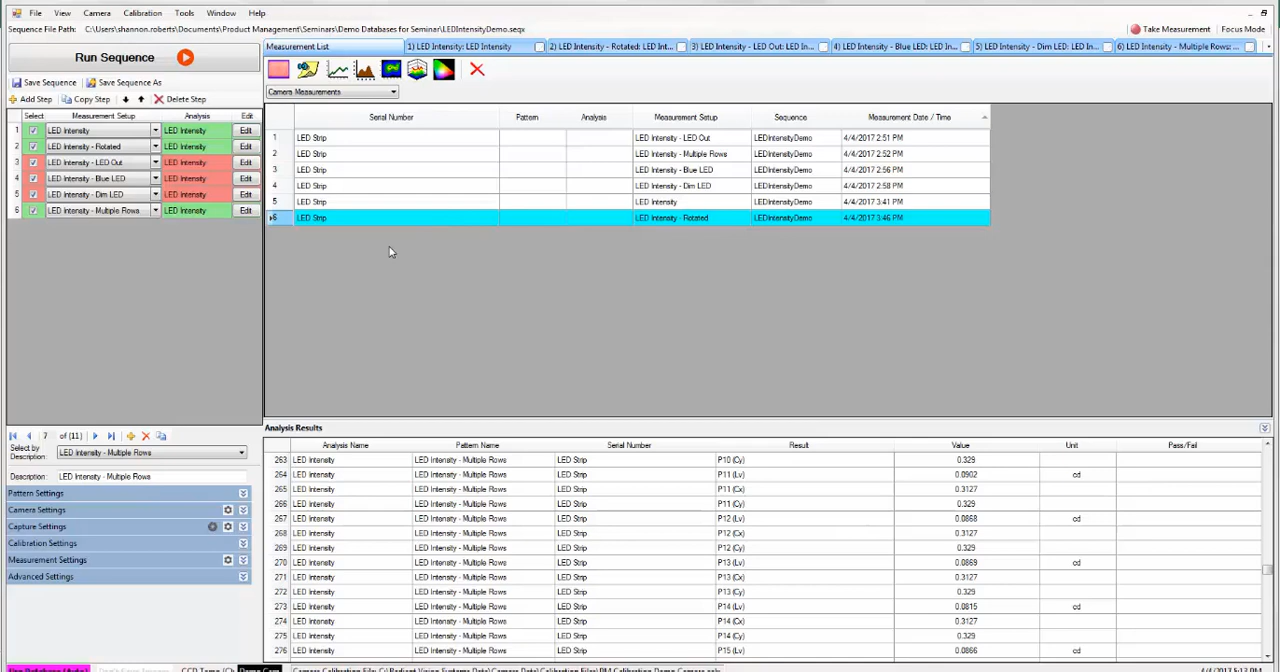 File View Camera Calibration Tools Window Help
Sequence File Path: C:\Users\shannon.roberts\Documents\Product Management\Seminars\Demo Databases for Seminar\LEDIntensityDemo.seqx
Take Measurement Focus Mode
Run Sequence
Save Sequence Save Sequence As
Add Step Copy Step Delete Step
Select Measurement Setup Analysis Edit
1 LED Intensity LED Intensity Edit
2 LED Intensity - Rotated LED Intensity Edit
3 LED Intensity - LED Out LED Intensity Edit
4 LED Intensity - Blue LED LED Intensity Edit
5 LED Intensity - Dim LED LED Intensity Edit
6 LED Intensity - Multiple Rows LED Intensity Edit
Measurement List 1) LED Intensity: LED Intensity 2) LED Intensity - Rotated: LED Int... 3) LED Intensity - LED Out: LED In... 4) LED Intensity - Blue LED: LED In... 5) LED Intensity - Dim LED: LED In... 6) LED Intensity - Multiple Rows: ...
Camera Measurements
Serial Number Pattern Analysis Measurement Setup Sequence Measurement Date / Time
1 LED Strip LED Intensity - LED Out LEDIntensityDemo 4/4/2017 2:51 PM
2 LED Strip LED Intensity - Multiple Rows LEDIntensityDemo 4/4/2017 2:52 PM
3 LED Strip LED Intensity - Blue LED LEDIntensityDemo 4/4/2017 2:56 PM
4 LED Strip LED Intensity - Dim LED LEDIntensityDemo 4/4/2017 2:58 PM
5 LED Strip LED Intensity LEDIntensityDemo 4/4/2017 3:41 PM
6 LED Strip LED Intensity - Rotated LEDIntensityDemo 4/4/2017 3:46 PM
7 of (11)
Select by Description: LED Intensity - Multiple Rows
Description: LED Intensity - Multiple Rows
Pattern Settings
Camera Settings
Capture Settings
Calibration Settings
Measurement Settings
Advanced Settings
Analysis Results
Analysis Name Pattern Name Serial Number Result Value Unit Pass/Fail
263 LED Intensity LED Intensity - Multiple Rows LED Strip P10 (Cy) 0.329
264 LED Intensity LED Intensity - Multiple Rows LED Strip P11 (Lv) 0.0902 cd
265 LED Intensity LED Intensity - Multiple Rows LED Strip P11 (Cx) 0.3127
266 LED Intensity LED Intensity - Multiple Rows LED Strip P11 (Cy) 0.329
267 LED Intensity LED Intensity - Multiple Rows LED Strip P12 (Lv) 0.0868 cd
268 LED Intensity LED Intensity - Multiple Rows LED Strip P12 (Cx) 0.3127
269 LED Intensity LED Intensity - Multiple Rows LED Strip P12 (Cy) 0.329
270 LED Intensity LED Intensity - Multiple Rows LED Strip P13 (Lv) 0.0869 cd
271 LED Intensity LED Intensity - Multiple Rows LED Strip P13 (Cx) 0.3127
272 LED Intensity LED Intensity - Multiple Rows LED Strip P13 (Cy) 0.329
273 LED Intensity LED Intensity - Multiple Rows LED Strip P14 (Lv) 0.0815 cd
274 LED Intensity LED Intensity - Multiple Rows LED Strip P14 (Cx) 0.3127
275 LED Intensity LED Intensity - Multiple Rows LED Strip P14 (Cy) 0.329
276 LED Intensity LED Intensity - Multiple Rows LED Strip P15 (Lv) 0.0866 cd